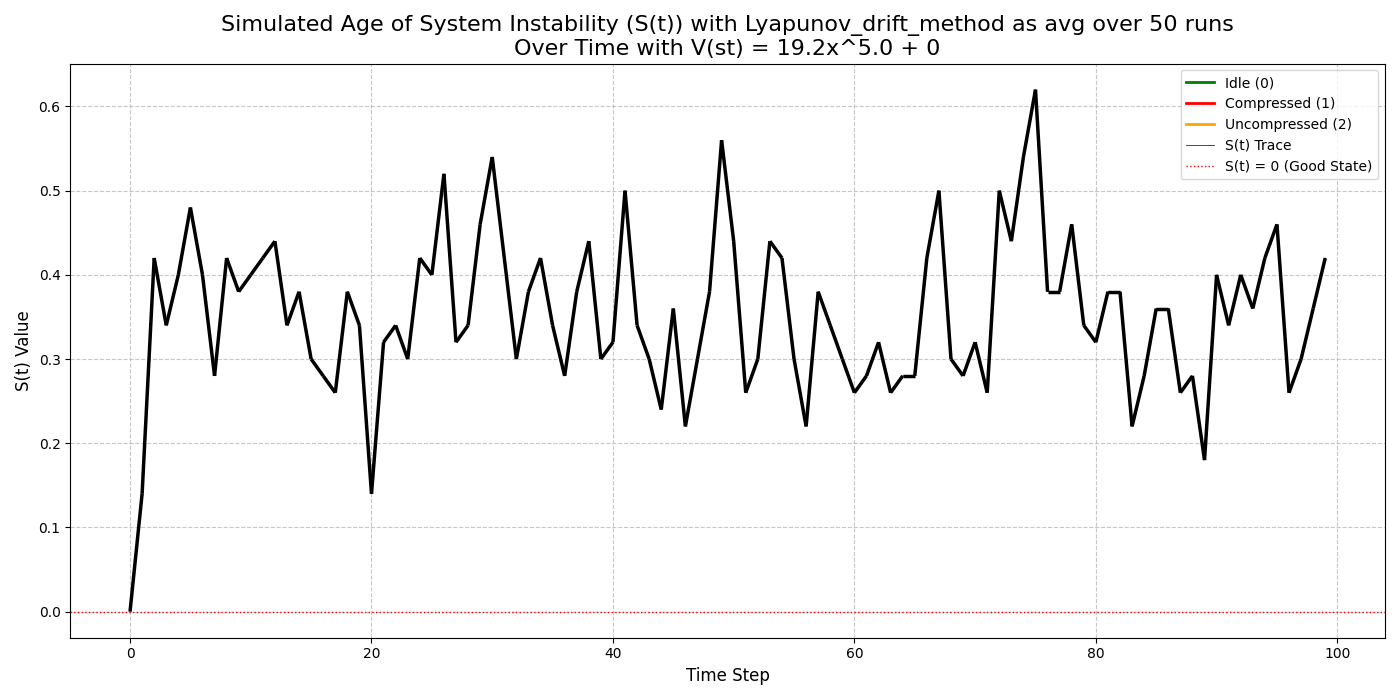 Simulated Age of System Instability (S(t)) with Lyapunov_drift_method as avg over 50 runs
Over Time with V(st) = 19.2x^5.0 + 0
Idle (0)
Compressed (1)
Uncompressed (2)
S(t) Trace
S(t) = 0 (Good State)
S(t) Value
0.6
0.5
0.4
0.3
0.2
0.1
0.0
0
20
40
60
80
100
Time Step